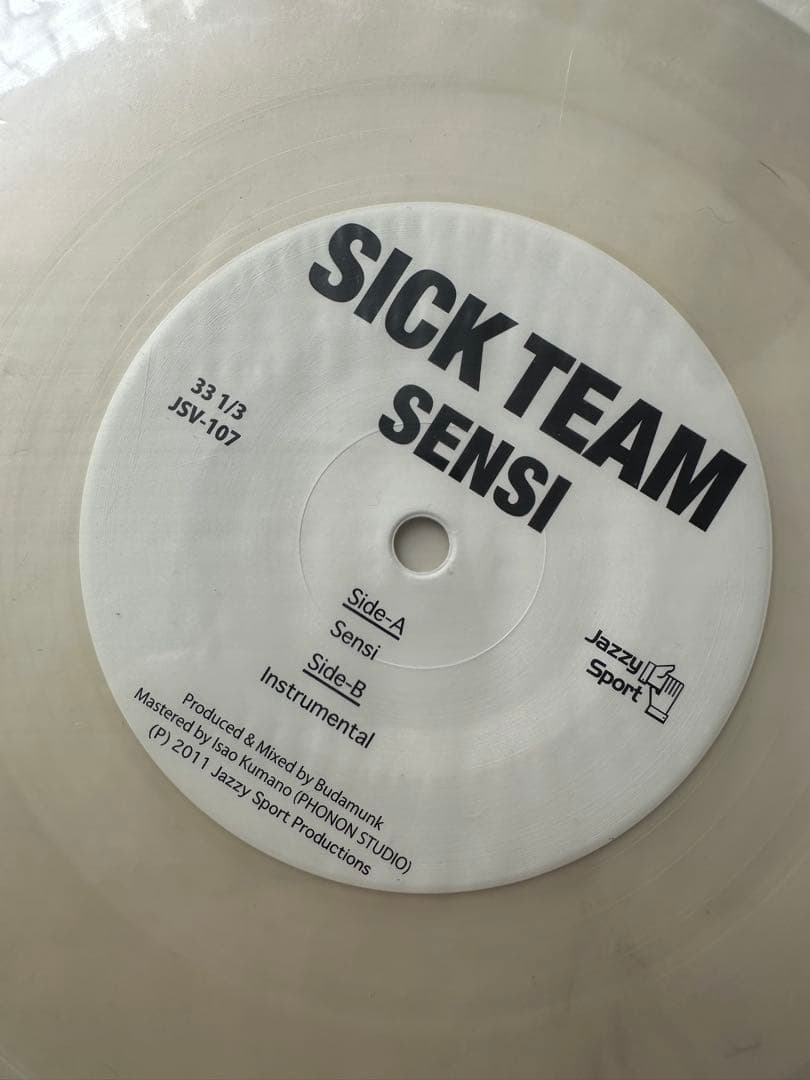 SICK TEAM
SENSI
33 1/3
JSV-107
Side-A
Sensi
Side-B
Instrumental
Jazzy
Sport
Produced & Mixed by Budamunk
Mastered by Isao Kumano (PHONON STUDIO)
(P) 2011 Jazzy Sport Productions